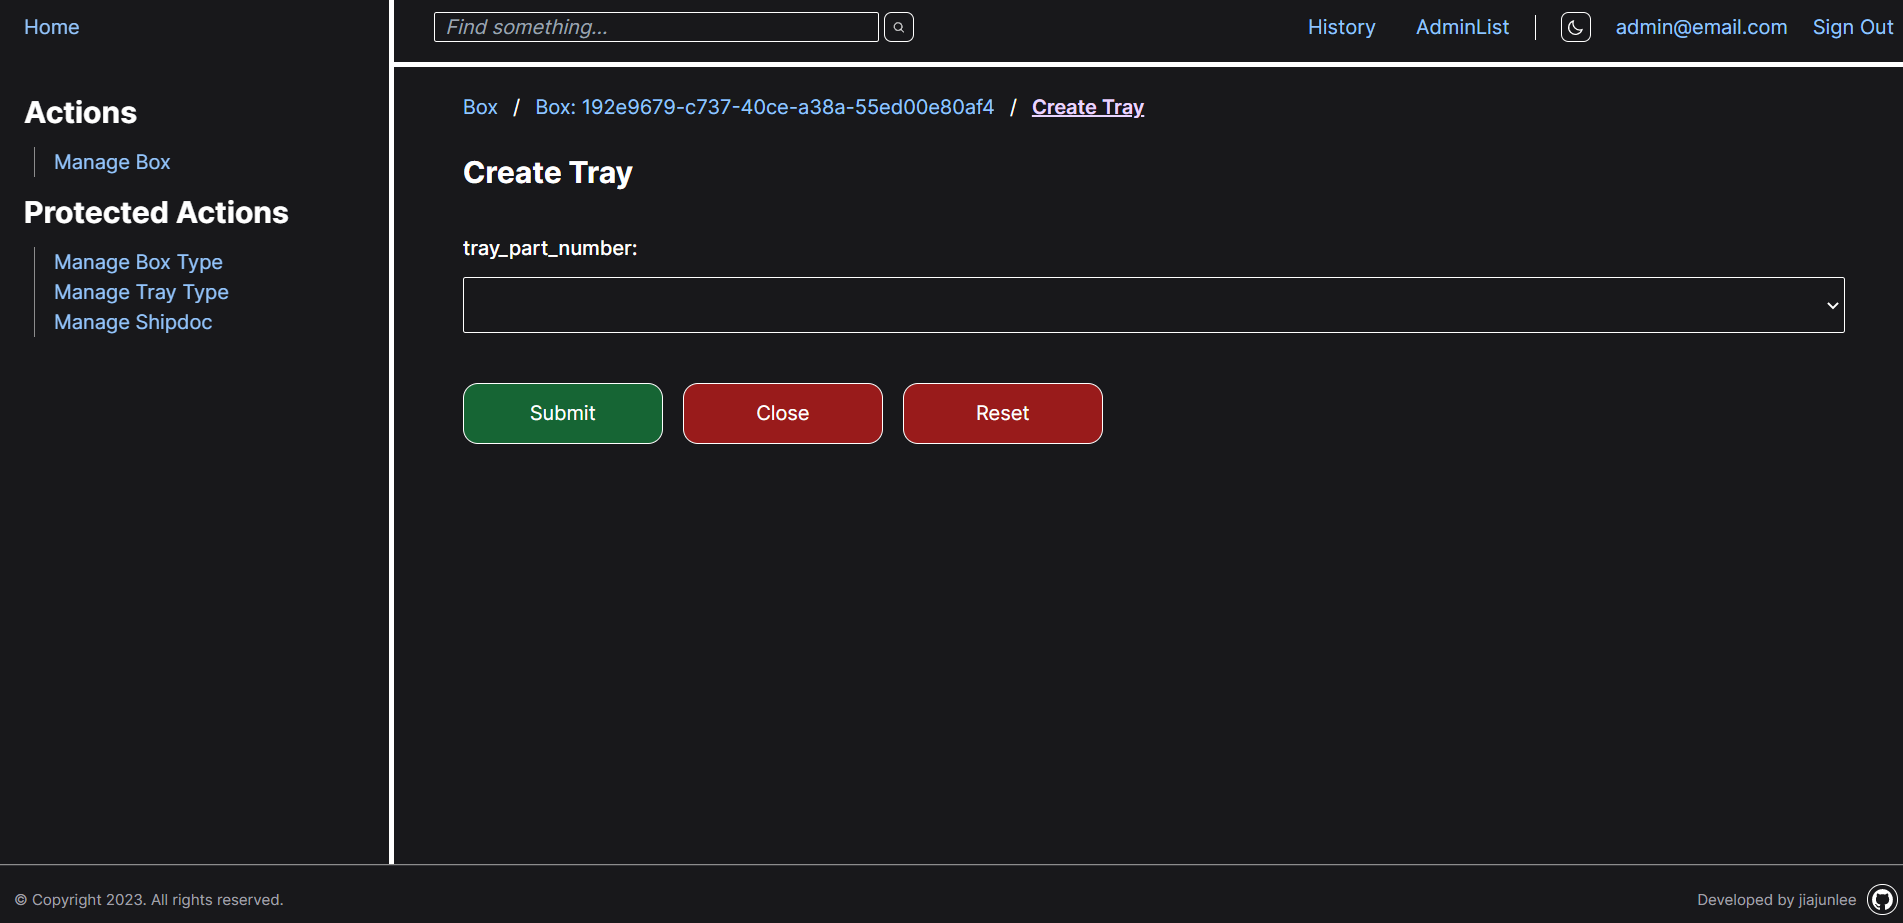 Home
Find something...
History
AdminList
admin@email.com
Sign Out
Actions
Manage Box
Protected Actions
Manage Box Type
Manage Tray Type
Manage Shipdoc
Box / Box: 192e9679-c737-40ce-a38a-55ed00e80af4 / Create Tray
Create Tray
tray_part_number:
Submit
Close
Reset
© Copyright 2023. All rights reserved.
Developed by jiajunlee